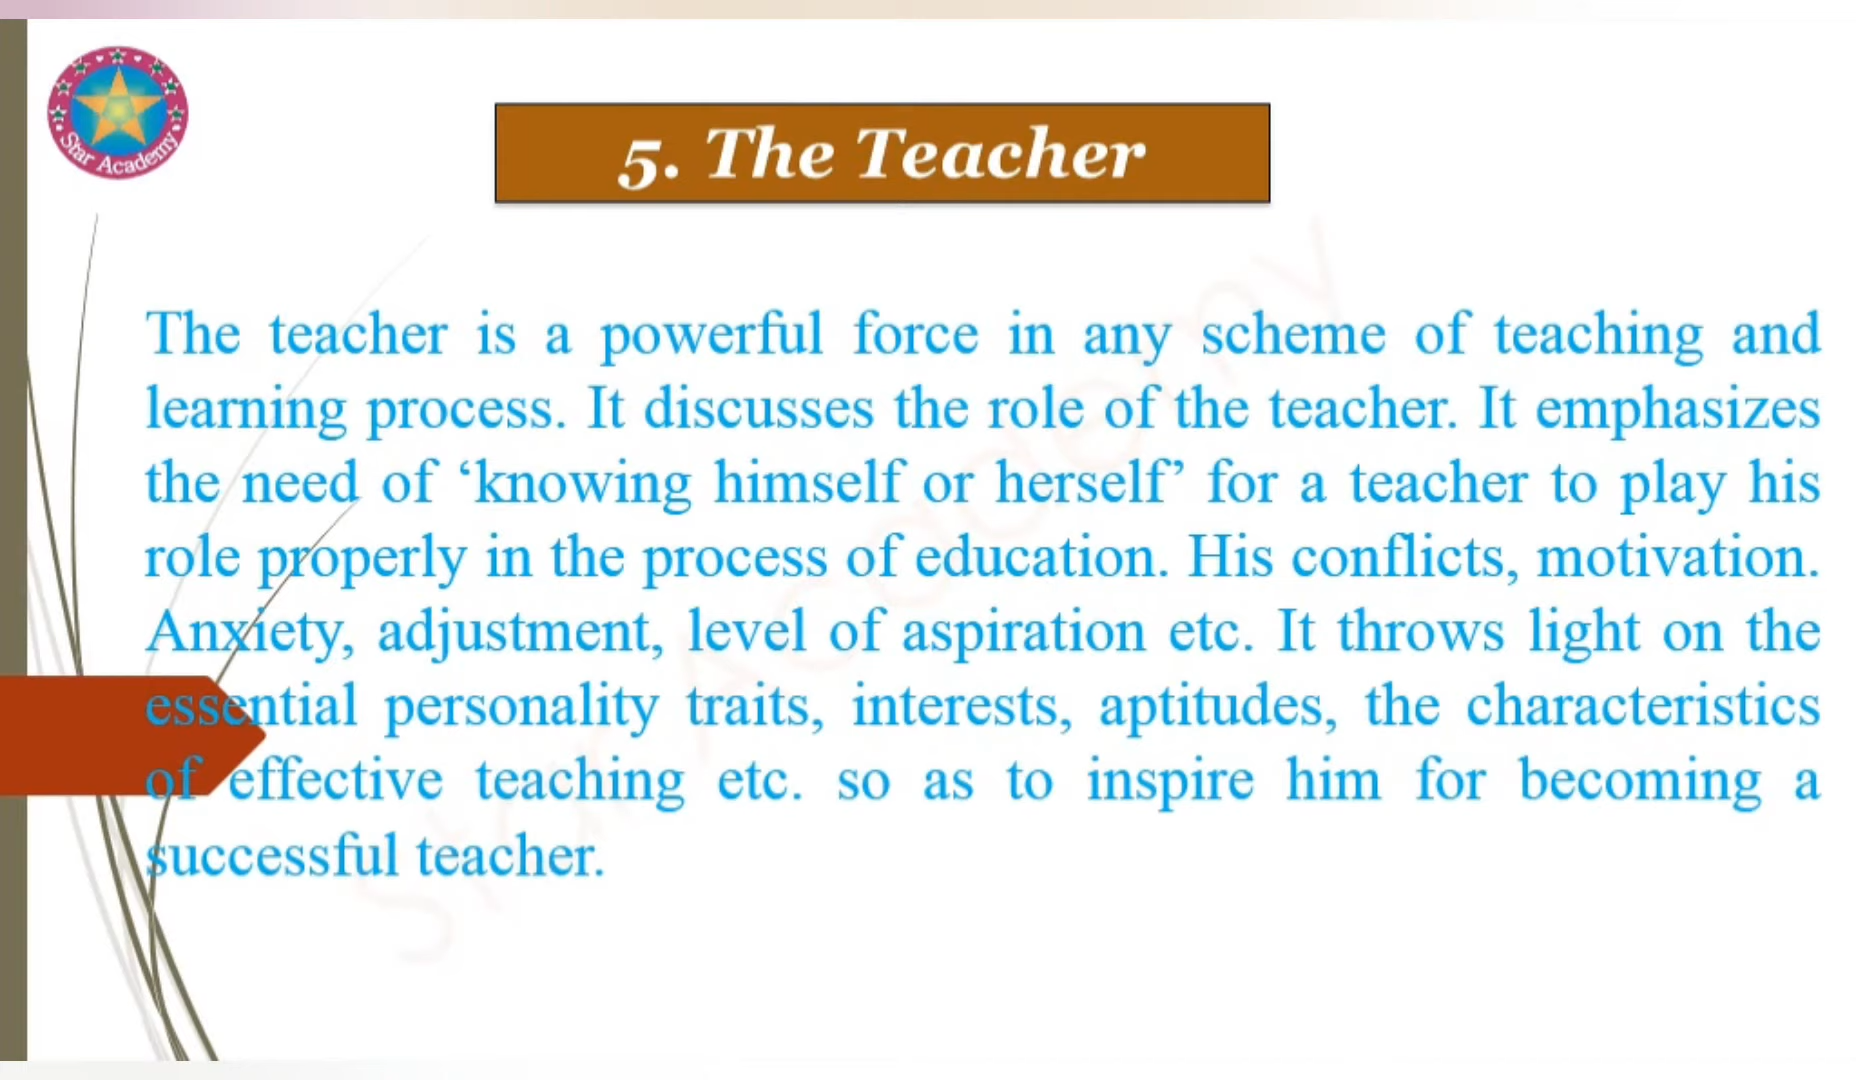 Star Academy
5. The Teacher
The teacher is a powerful force in any scheme of teaching and
learning process. It discusses the role of the teacher. It emphasizes
the need of ‘knowing himself or herself’ for a teacher to play his
role properly in the process of education. His conflicts, motivation.
Anxiety, adjustment, level of aspiration etc. It throws light on the
essential personality traits, interests, aptitudes, the characteristics
of effective teaching etc. so as to inspire him for becoming a
successful teacher.
Star Academy